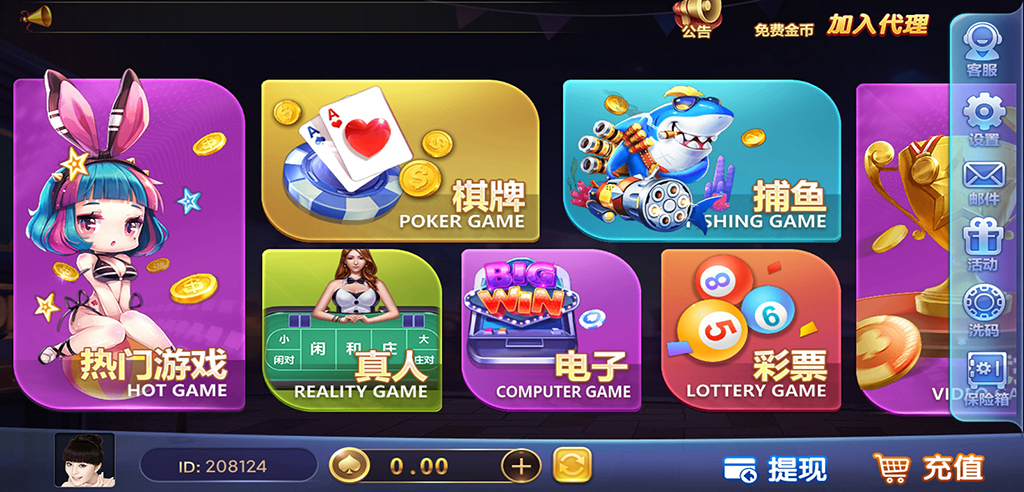 公告
免费金币
加入代理
客服
设置
邮件
活动
洗码
保险箱
热门游戏
HOT GAME
A
A
棋牌
POKER GAME
捕鱼
SHING GAME
小
闲对
闲
和
庄
大
庄对
真人
REALITY GAME
BIG
WIN
电子
COMPUTER GAME
8
6
5
彩票
LOTTERY GAME
ID: 208124
0.00
+
提现
充值